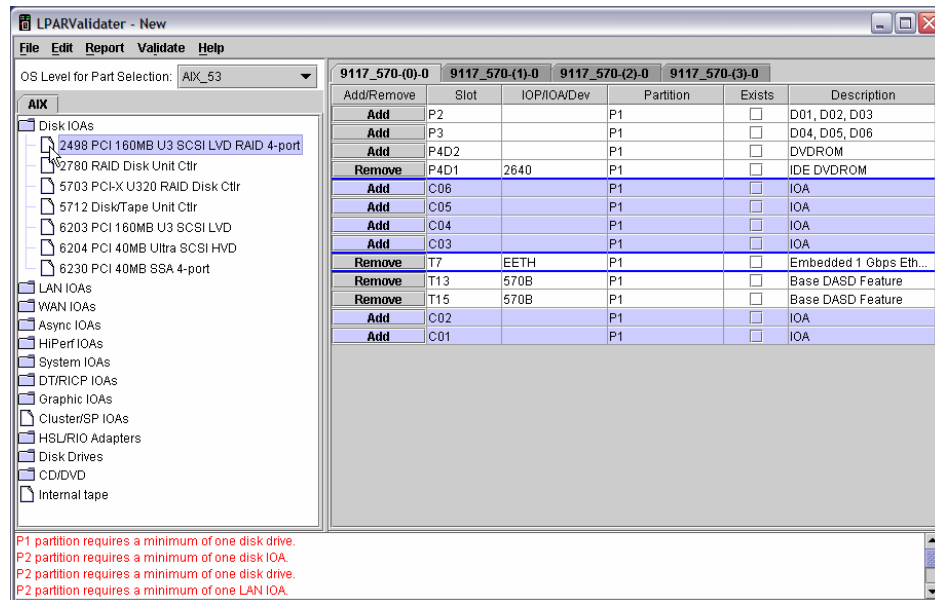 LPARValidater - New
File Edit Report Validate Help
OS Level for Part Selection: AIX_53
AIX
Disk IOAs
2498 PCI 160MB U3 SCSI LVD RAID 4-port
2780 RAID Disk Unit Ctlr
5703 PCI-X U320 RAID Disk Ctlr
5712 Disk/Tape Unit Ctlr
6203 PCI 160MB U3 SCSI LVD
6204 PCI 40MB Ultra SCSI HVD
6230 PCI 40MB SSA 4-port
LAN IOAs
WAN IOAs
Async IOAs
HiPerf IOAs
System IOAs
DT/RICP IOAs
Graphic IOAs
Cluster/SP IOAs
HSL/RIO Adapters
Disk Drives
CD/DVD
Internal tape
9117_570-(0)-0 9117_570-(1)-0 9117_570-(2)-0 9117_570-(3)-0
Add/Remove Slot IOP/IOA/Dev Partition Exists Description
Add P2 P1 D01, D02, D03
Add P3 P1 D04, D05, D06
Add P4D2 P1 DVDROM
Remove P4D1 2640 P1 IDE DVDROM
Add C06 P1 IOA
Add C05 P1 IOA
Add C04 P1 IOA
Add C03 P1 IOA
Remove T7 EETH P1 Embedded 1 Gbps Eth...
Remove T13 570B P1 Base DASD Feature
Remove T15 570B P1 Base DASD Feature
Add C02 P1 IOA
Add C01 P1 IOA
P1 partition requires a minimum of one disk drive.
P2 partition requires a minimum of one disk IOA.
P2 partition requires a minimum of one disk drive.
P2 partition requires a minimum of one LAN IOA.